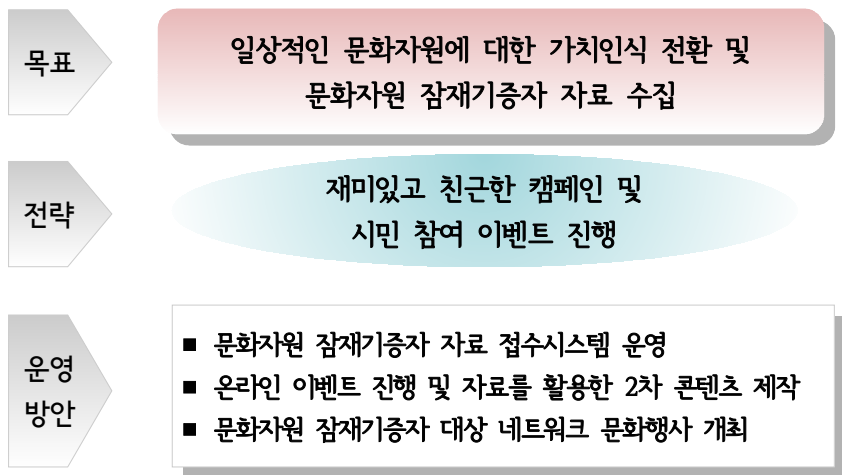 목표
일상적인 문화자원에 대한 가치인식 전환 및
문화자원 잠재기증자 자료 수집
전략
재미있고 친근한 캠페인 및
시민 참여 이벤트 진행
운영
방안
■ 문화자원 잠재기증자 자료 접수시스템 운영
■ 온라인 이벤트 진행 및 자료를 활용한 2차 콘텐츠 제작
■ 문화자원 잠재기증자 대상 네트워크 문화행사 개최